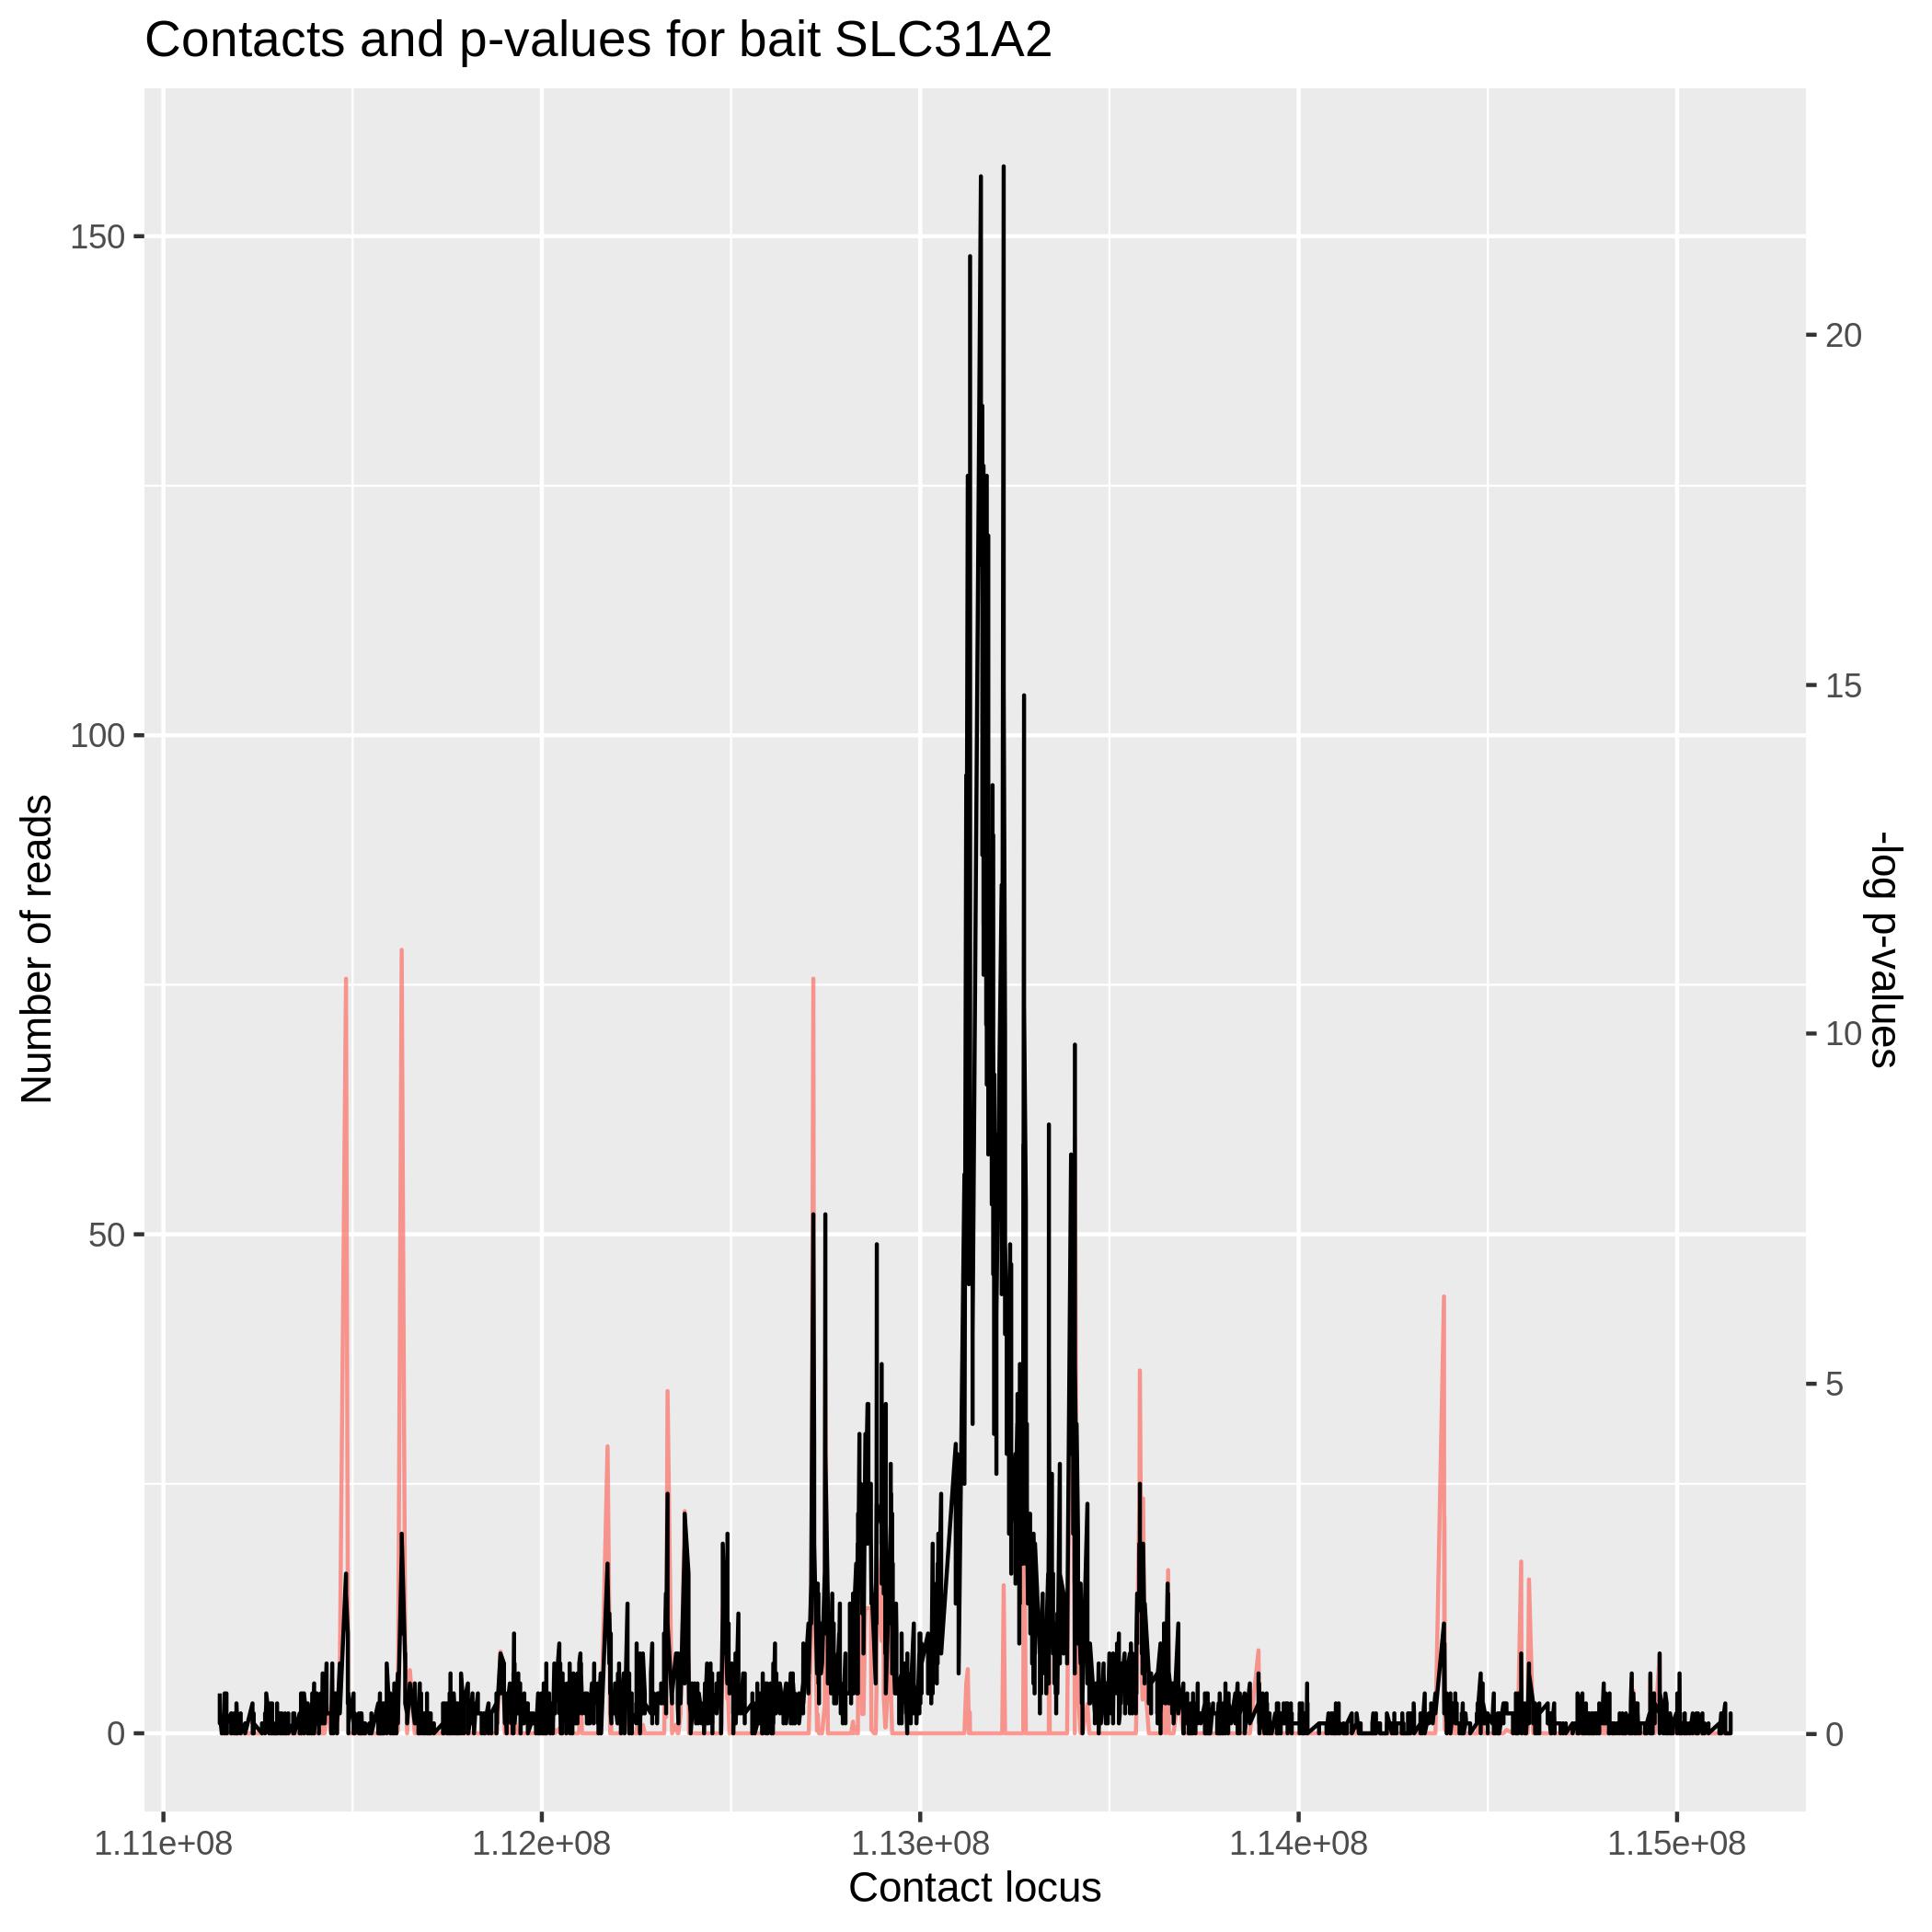 Contacts and p-values for bait SLC31A2
150
100
50
0
Number of reads
20
15
10
5
0
-log p-values
1.11e+08 1.12e+08 1.13e+08 1.14e+08 1.15e+08
Contact locus